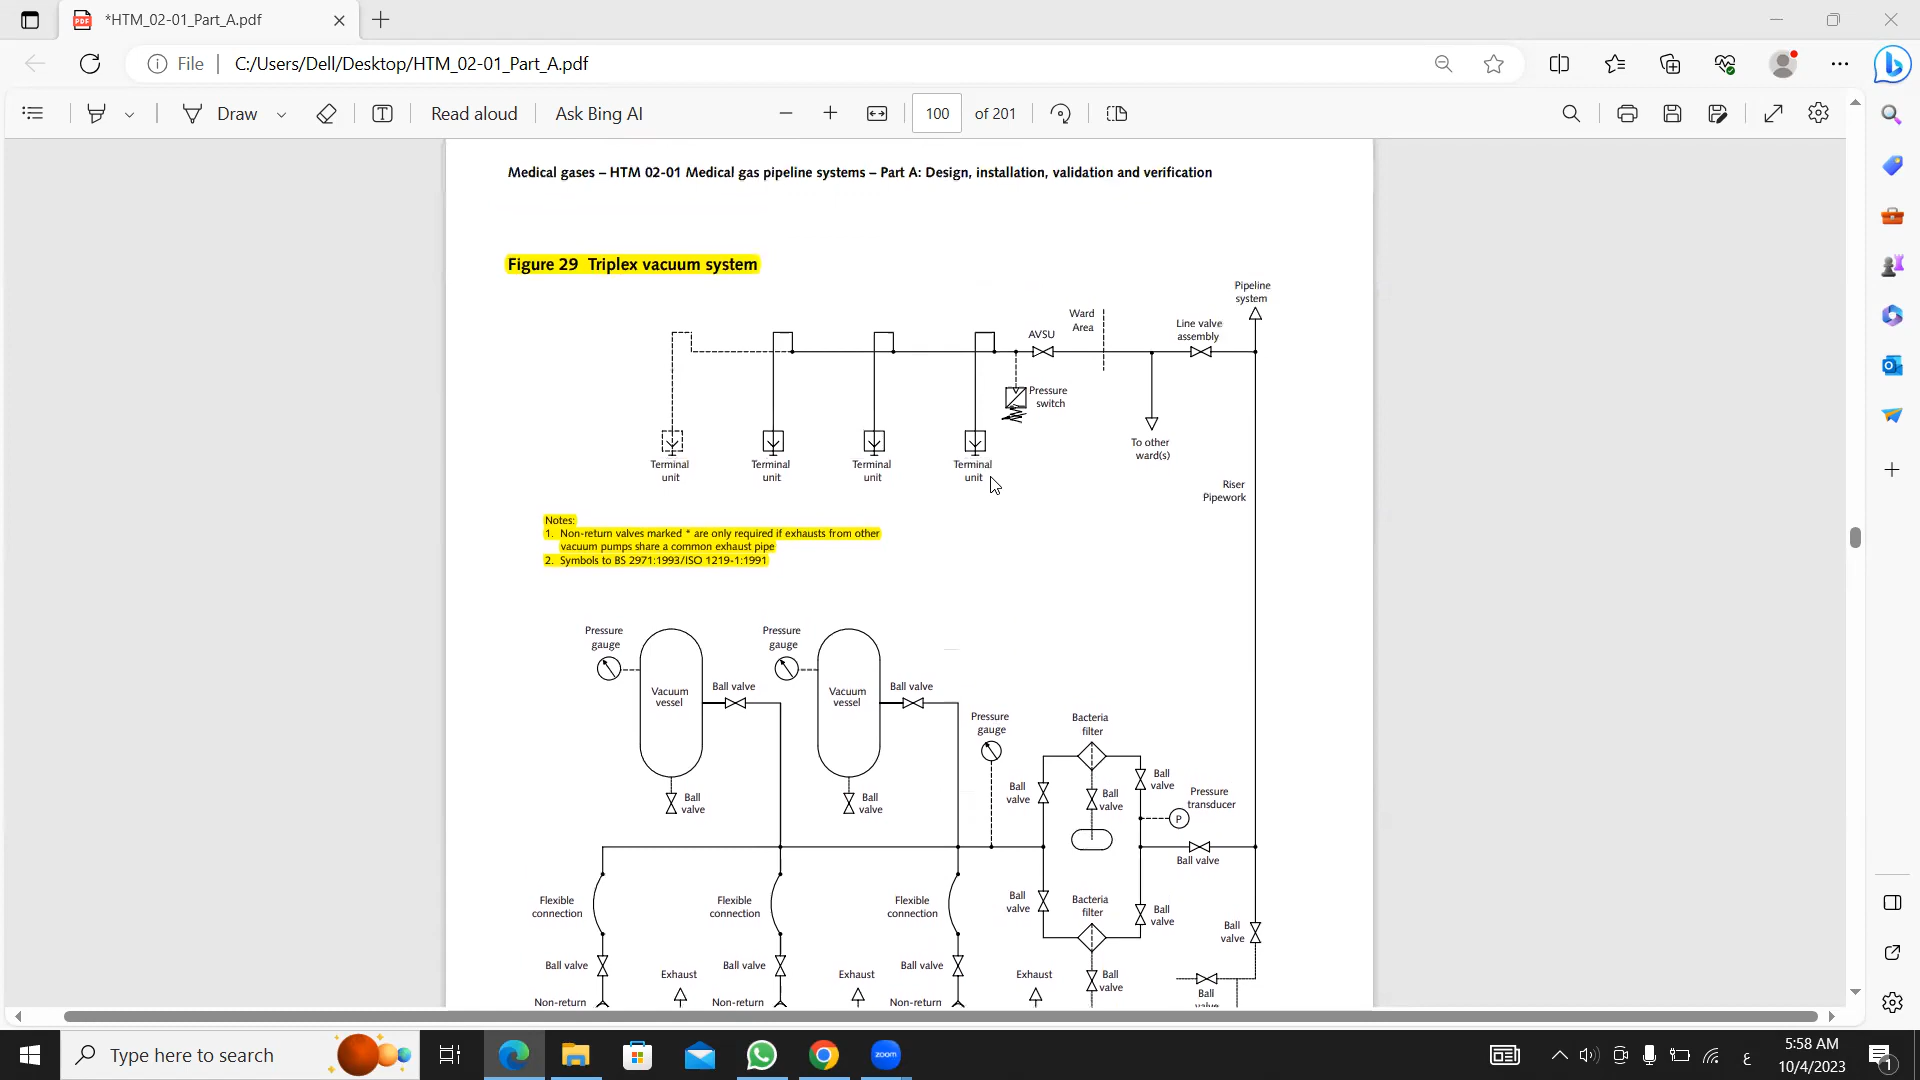 *HTM_02-01_Part_A.pdf
File
C:/Users/Dell/Desktop/HTM_02-01_Part_A.pdf
Draw
Read aloud
Ask Bing AI
100
of 201
Medical gases – HTM 02-01 Medical gas pipeline systems – Part A: Design, installation, validation and verification
Figure 29 Triplex vacuum system
Pipeline
system
Ward
Area
Line valve
assembly
AVSU
Pressure
switch
To other
ward(s)
Terminal
unit
Terminal
unit
Terminal
unit
Terminal
unit
Riser
Pipework
Notes:
1. Non-return valves marked * are only required if exhausts from other
vacuum pumps share a common exhaust pipe
2. Symbols to BS 2971:1993/ISO 1219-1:1991
Pressure
gauge
Pressure
gauge
Vacuum
vessel
Ball valve
Vacuum
vessel
Ball valve
Pressure
gauge
Bacteria
filter
Ball
valve
Ball
valve
Ball
valve
Ball
valve
Ball
valve
Pressure
transducer
P
Ball valve
Flexible
connection
Flexible
connection
Flexible
connection
Ball
valve
Bacteria
filter
Ball
valve
Ball
valve
Ball valve
Exhaust
Ball valve
Exhaust
Ball valve
Exhaust
Ball
valve
Non-return
Non-return
Non-return
Ball
valve
Type here to search
zoom
ع
5:58 AM
10/4/2023
1